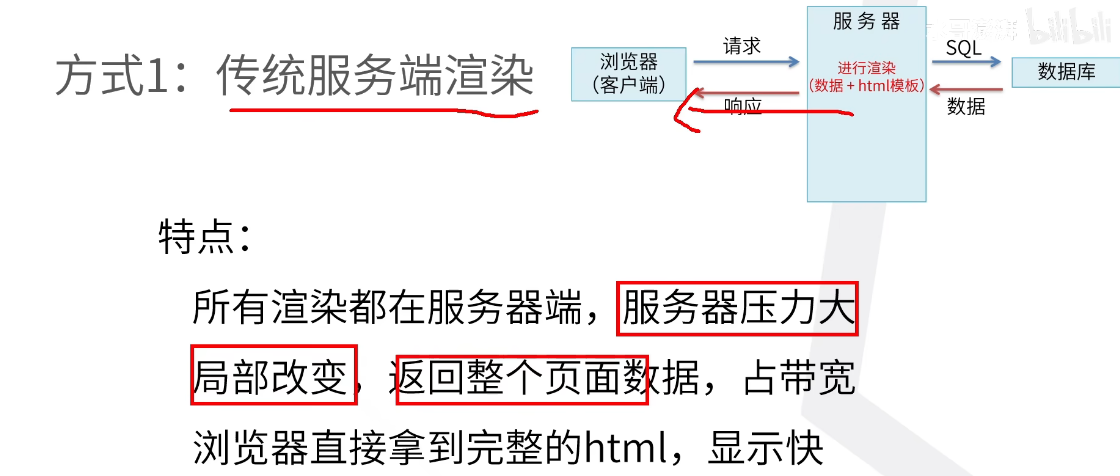 方式1：传统服务端渲染
浏览器
（客户端）
请求
响应
服务器
进行渲染
（数据+html模板）
SQL
数据
数据库
bilibili
特点：
所有渲染都在服务器端，服务器压力大
局部改变，返回整个页面数据，占带宽
浏览器直接拿到完整的html，显示快